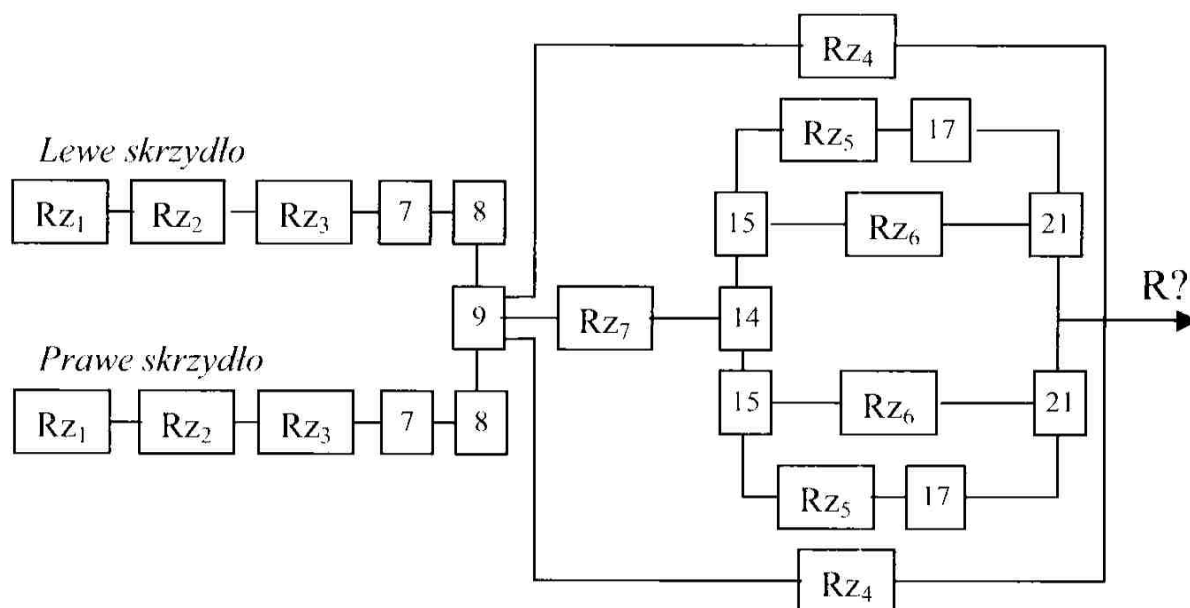 Rz₄
Rz₅ 17
Lewe skrzydło
Rz₁ Rz₂ Rz₃ 7 8
15 Rz₆ 21
R?
9 Rz₇ 14
Prawe skrzydło
Rz₁ Rz₂ Rz₃ 7 8
15 Rz₆ 21
Rz₅ 17
Rz₄